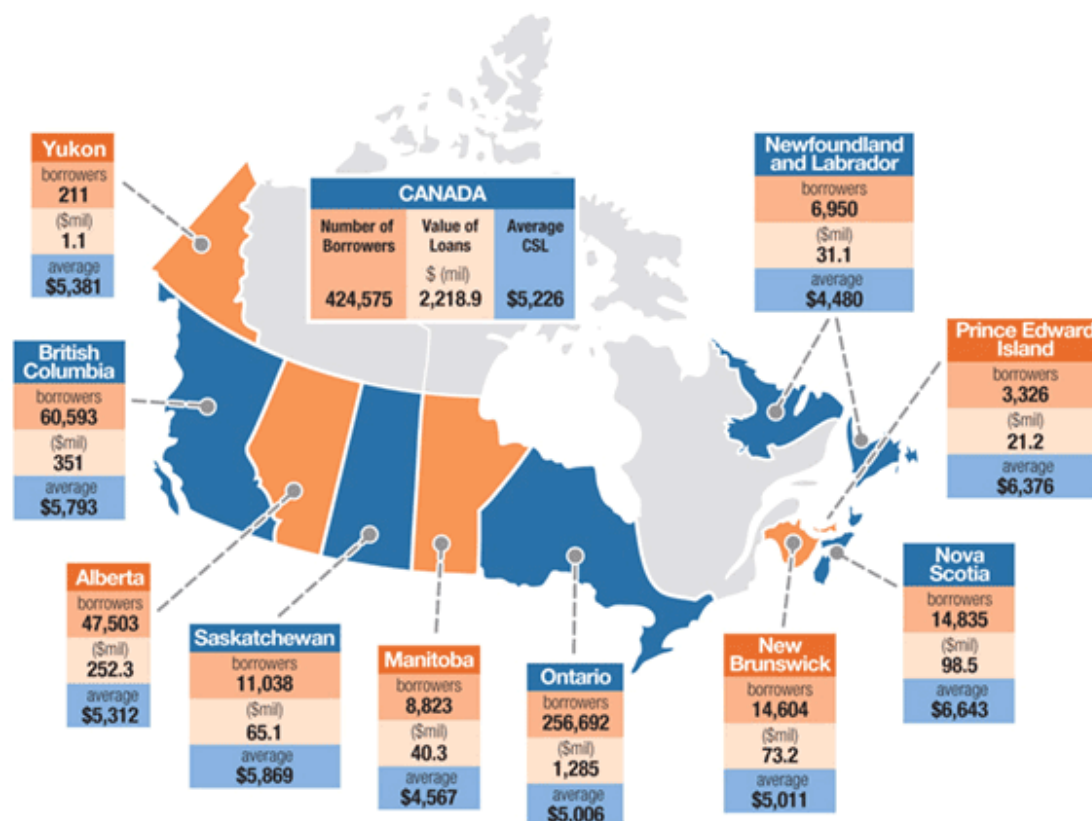 Yukon
borrowers
211
($mil)
1.1
average
$5,381
CANADA
Number of Borrowers
Value of Loans
$ (mil)
Average CSL
424,575
2,218.9
$5,226
Newfoundland
and Labrador
borrowers
6,950
($mil)
31.1
average
$4,480
British
Columbia
borrowers
60,593
($mil)
351
average
$5,793
Prince Edward
Island
borrowers
3,326
($mil)
21.2
average
$6,376
Alberta
borrowers
47,503
($mil)
252.3
average
$5,312
Saskatchewan
borrowers
11,038
($mil)
65.1
average
$5,869
Manitoba
borrowers
8,823
($mil)
40.3
average
$4,567
Ontario
borrowers
256,692
($mil)
1,285
average
$5,006
New
Brunswick
borrowers
14,604
($mil)
73.2
average
$5,011
Nova
Scotia
borrowers
14,835
($mil)
98.5
average
$6,643